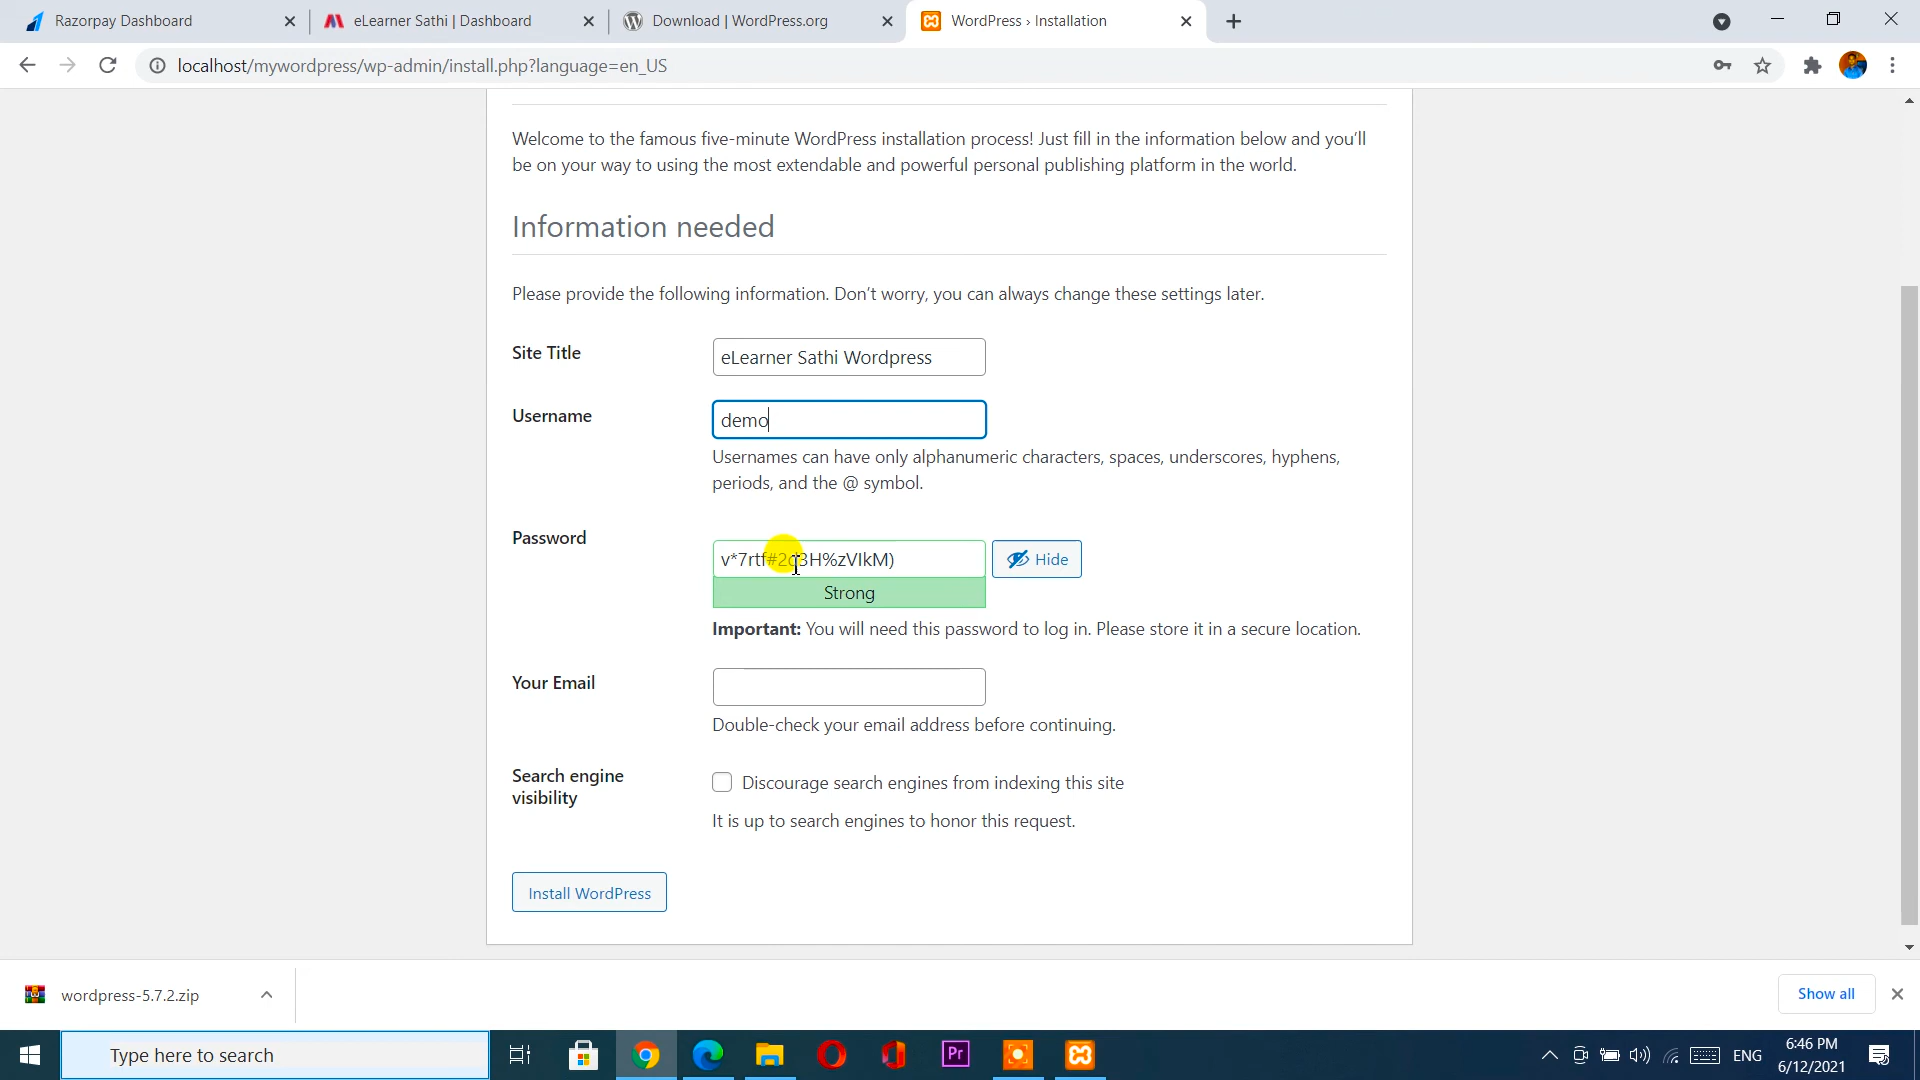 Razorpay Dashboard
eLearner Sathi | Dashboard
Download | WordPress.org
WordPress › Installation
localhost/mywordpress/wp-admin/install.php?language=en_US
Welcome to the famous five-minute WordPress installation process! Just fill in the information below and you’ll
be on your way to using the most extendable and powerful personal publishing platform in the world.
Information needed
Please provide the following information. Don’t worry, you can always change these settings later.
Site Title
eLearner Sathi Wordpress
Username
demo
Usernames can have only alphanumeric characters, spaces, underscores, hyphens,
periods, and the @ symbol.
Password
Hide
Strong
Important: You will need this password to log in. Please store it in a secure location.
Your Email
Double-check your email address before continuing.
Search engine
visibility
Discourage search engines from indexing this site
It is up to search engines to honor this request.
Install WordPress
wordpress-5.7.2.zip
Show all
Type here to search
Pr
ENG
6:46 PM
6/12/2021